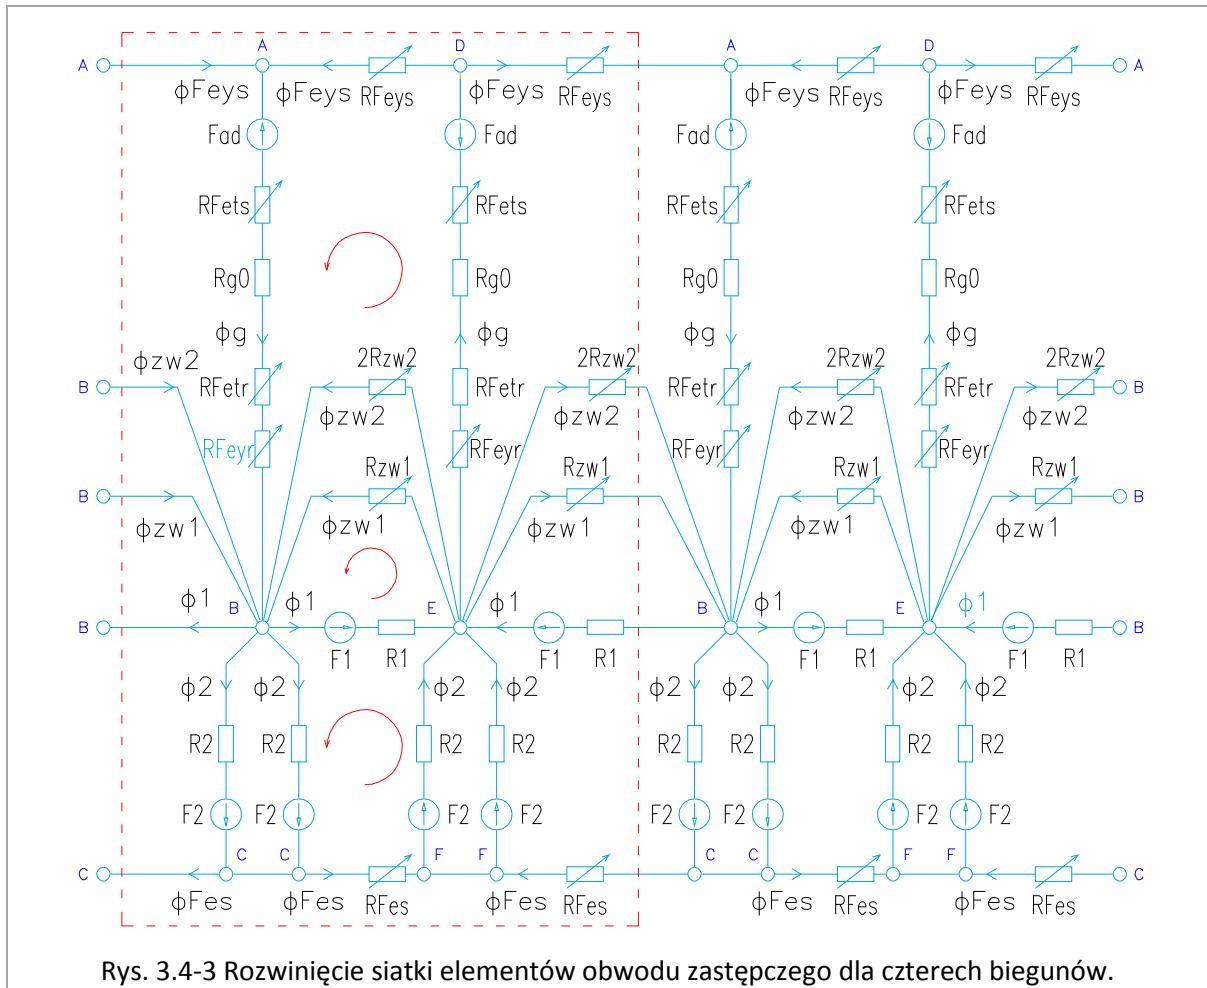 A D A D
A A
ϕFeys ϕFeys RFeys ϕFeys RFeys ϕFeys RFeys ϕFeys RFeys
Fad Fad Fad Fad
RFets RFets RFets RFets
Rg0 Rg0 Rg0 Rg0
ϕg ϕg ϕg ϕg
ϕzw2 2Rzw2 2Rzw2 2Rzw2 2Rzw2
B RFetr RFetr RFetr RFetr B
ϕzw2 ϕzw2 ϕzw2 ϕzw2
RFeyr RFeyr RFeyr RFeyr
Rzw1 Rzw1 Rzw1 Rzw1
B B
ϕzw1 ϕzw1 ϕzw1 ϕzw1 ϕzw1
ϕ1 B ϕ1 E ϕ1 B ϕ1 E ϕ1
B B
F1 R1 F1 R1 F1 R1 F1 R1
ϕ2 ϕ2 ϕ2 ϕ2 ϕ2 ϕ2 ϕ2 ϕ2
R2 R2 R2 R2 R2 R2 R2 R2
F2 F2 F2 F2 F2 F2 F2 F2
C C F F C C F F
C C
ϕFes ϕFes RFes ϕFes RFes ϕFes RFes ϕFes RFes
Rys. 3.4-3 Rozwinięcie siatki elementów obwodu zastępczego dla czterech biegunów.